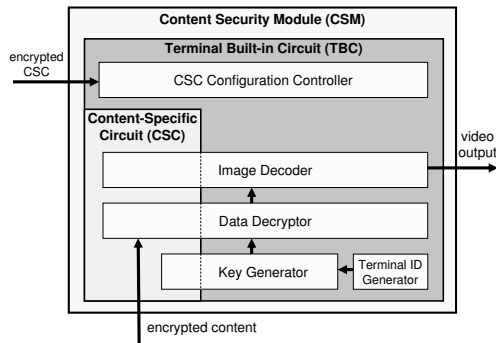 Content Security Module (CSM)
Terminal Built-in Circuit (TBC)
encrypted
CSC
CSC Configuration Controller
Content-Specific
Circuit (CSC)
video
output
Image Decoder
Data Decryptor
Key Generator
Terminal ID
Generator
encrypted content